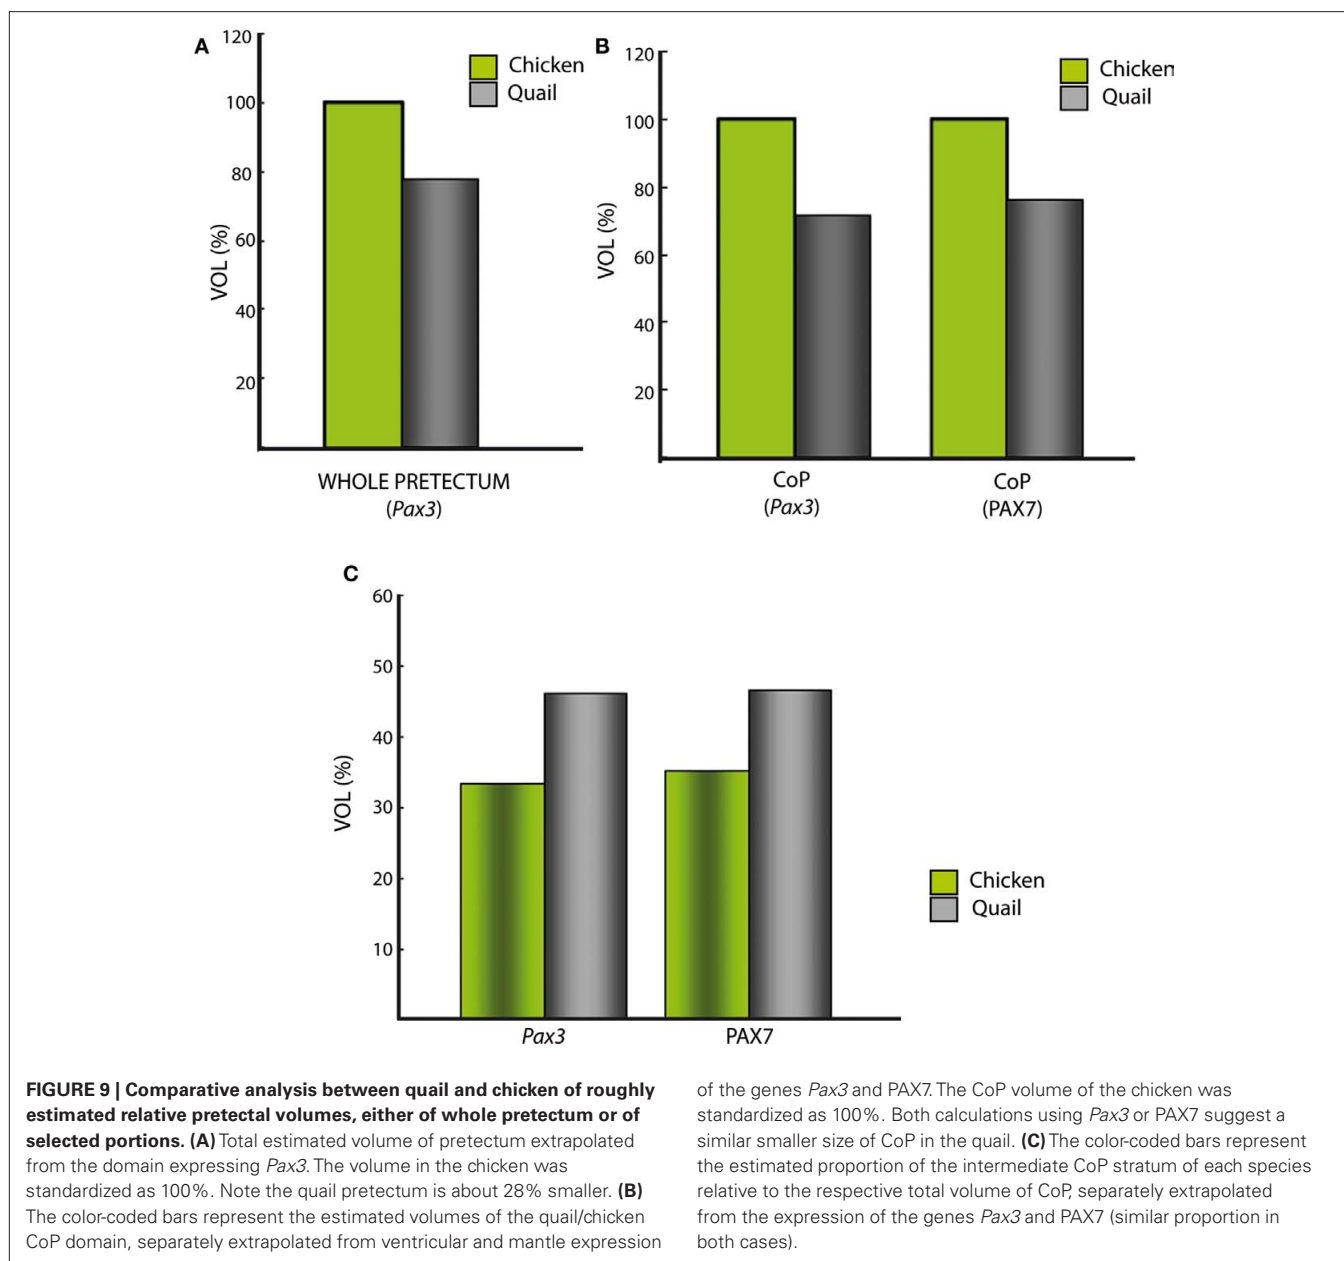 A
120
100
80
60
40
20
VOL (%)
Chicken
Quail
WHOLE PRETECTUM
(Pax3)
B
120
100
80
60
40
20
VOL (%)
Chicken
Quail
CoP
(Pax3)
CoP
(PAX7)
C
60
50
40
30
20
10
VOL (%)
Chicken
Quail
Pax3
PAX7
FIGURE 9 | Comparative analysis between quail and chicken of roughly
estimated relative pretectal volumes, either of whole pretectum or of
selected portions. (A) Total estimated volume of pretectum extrapolated
from the domain expressing Pax3. The volume in the chicken was
standardized as 100%. Note the quail pretectum is about 28% smaller. (B)
The color-coded bars represent the estimated volumes of the quail/chicken
CoP domain, separately extrapolated from ventricular and mantle expression
of the genes Pax3 and PAX7. The CoP volume of the chicken was
standardized as 100%. Both calculations using Pax3 or PAX7 suggest a
similar smaller size of CoP in the quail. (C) The color-coded bars represent
the estimated proportion of the intermediate CoP stratum of each species
relative to the respective total volume of CoP, separately extrapolated
from the expression of the genes Pax3 and PAX7 (similar proportion in
both cases).